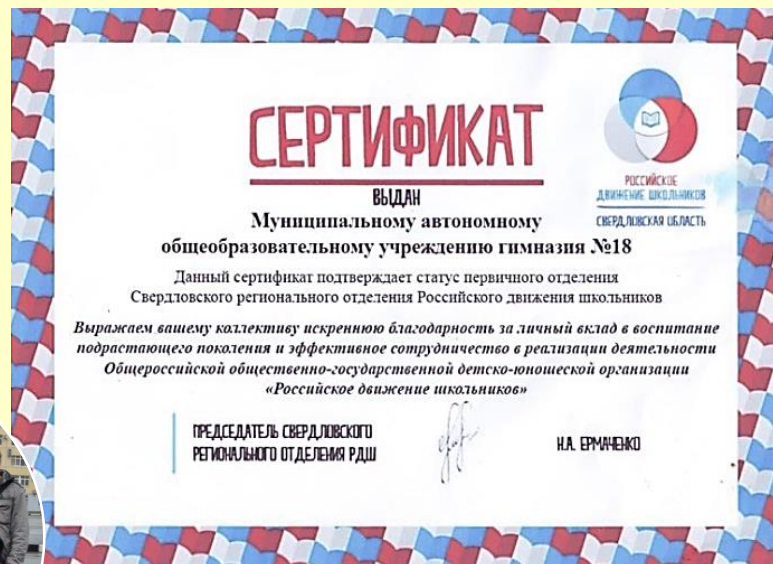 СЕРТИФИКАТ
РОССИЙСКОЕ
ДВИЖЕНИЕ ШКОЛЬНИКОВ
СВЕРДЛОВСКАЯ ОБЛАСТЬ
ВЫДАН
Муниципальному автономному
общеобразовательному учреждению гимназия №18
Данный сертификат подтверждает статус первичного отделения
Свердловского регионального отделения Российского движения школьников
Выражаем вашему коллективу искреннюю благодарность за личный вклад в воспитание
подрастающего поколения и эффективное сотрудничество в реализации деятельности
Общероссийской общественно-государственной детско-юношеской организации
«Российское движение школьников»
ПРЕДСЕДАТЕЛЬ СВЕРДЛОВСКОГО
РЕГИОНАЛЬНОГО ОТДЕЛЕНИЯ РДШ
Н.А. ЕРМАЧЕНКО